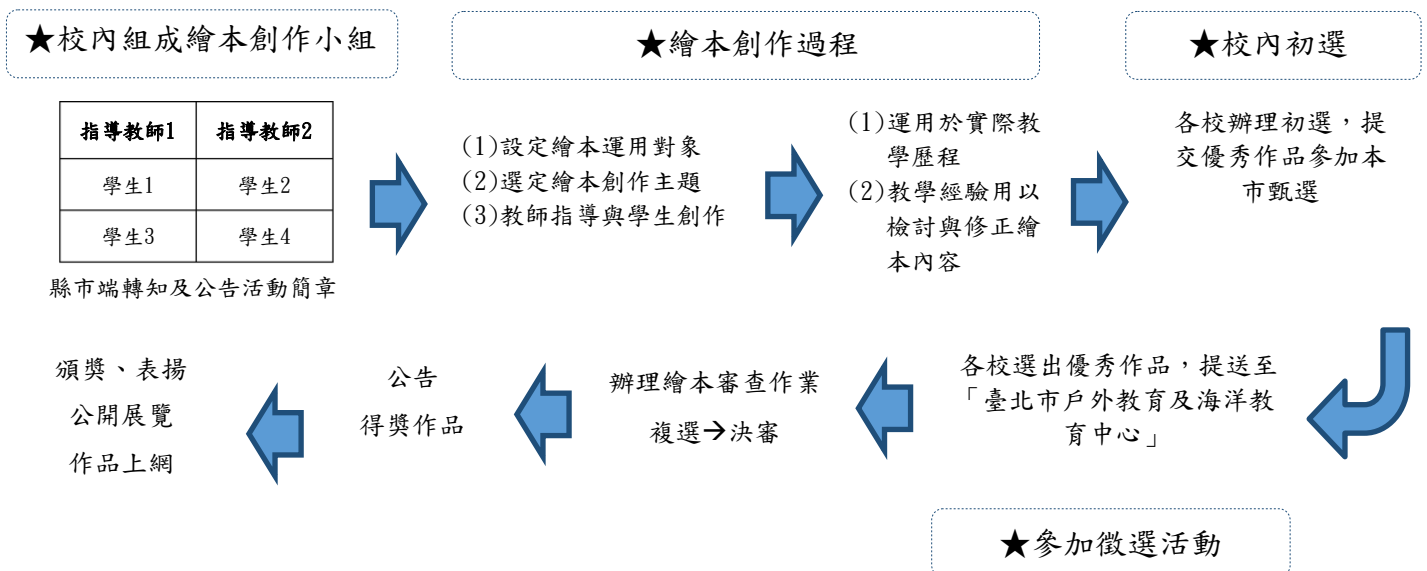 ★校內組成繪本創作小組
★繪本創作過程
★校內初選
指導教師1 指導教師2
學生1 學生2
學生3 學生4
縣市端轉知及公告活動簡章
(1)設定繪本運用對象
(2)選定繪本創作主題
(3)教師指導與學生創作
(1)運用於實際教
學歷程
(2)教學經驗用以
檢討與修正繪
本內容
各校辦理初選，提
交優秀作品參加本
市甄選
各校選出優秀作品，提送至
「臺北市戶外教育及海洋教
育中心」
辦理繪本審查作業
複選→決審
公告
得獎作品
頒獎、表揚
公開展覽
作品上網
★參加徵選活動